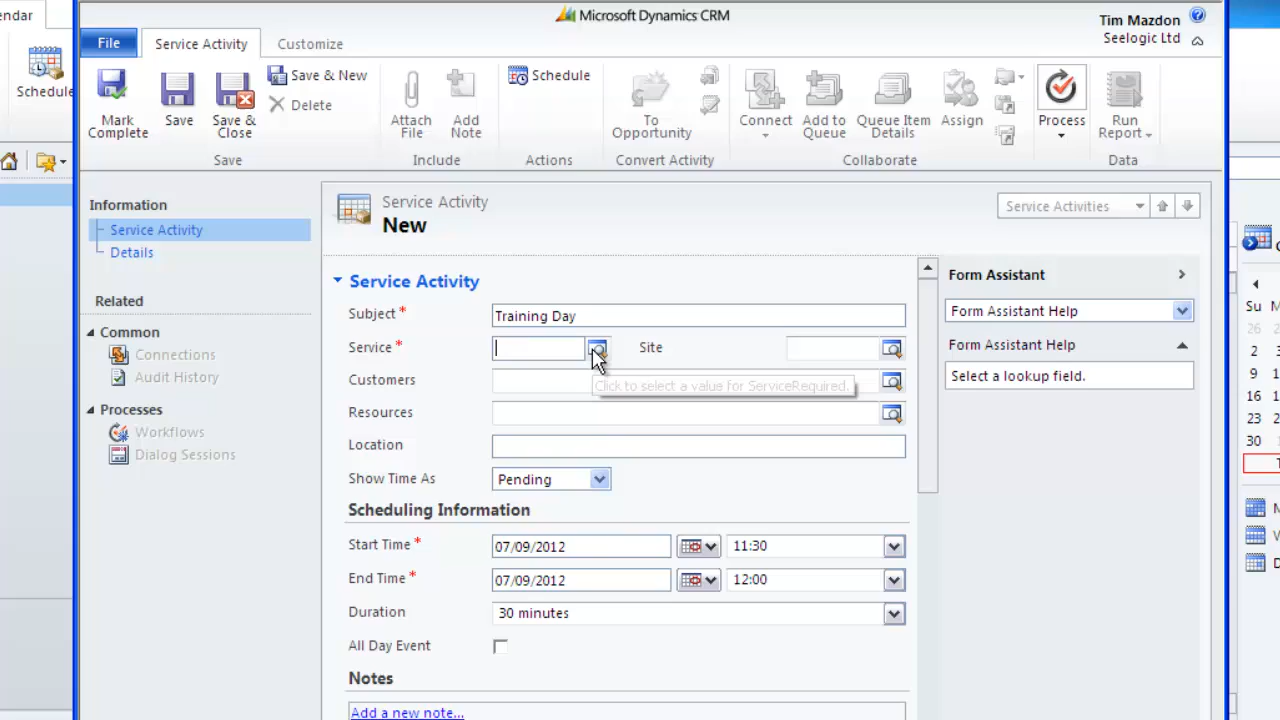 endar
Microsoft Dynamics CRM
Tim Mazdon
Seelogic Ltd
File
Service Activity
Customize
Schedule
Mark Complete
Save
Save & Close
Save & New
Delete
Save
Attach File
Add Note
Include
Schedule
Actions
To Opportunity
Convert Activity
Connect
Add to Queue
Queue Item Details
Assign
Collaborate
Process
Run Report
Data
Information
Service Activity
Details
Related
Common
Connections
Audit History
Processes
Workflows
Dialog Sessions
Service Activity
New
Service Activities
Service Activity
Subject * Training Day
Service *
Site
Click to select a value for ServiceRequired.
Customers
Resources
Location
Show Time As Pending
Scheduling Information
Start Time * 07/09/2012 11:30
End Time * 07/09/2012 12:00
Duration 30 minutes
All Day Event
Notes
Add a new note...
Form Assistant
Form Assistant Help
Form Assistant Help
Select a lookup field.
Su
26
2 3
9
16
23
30